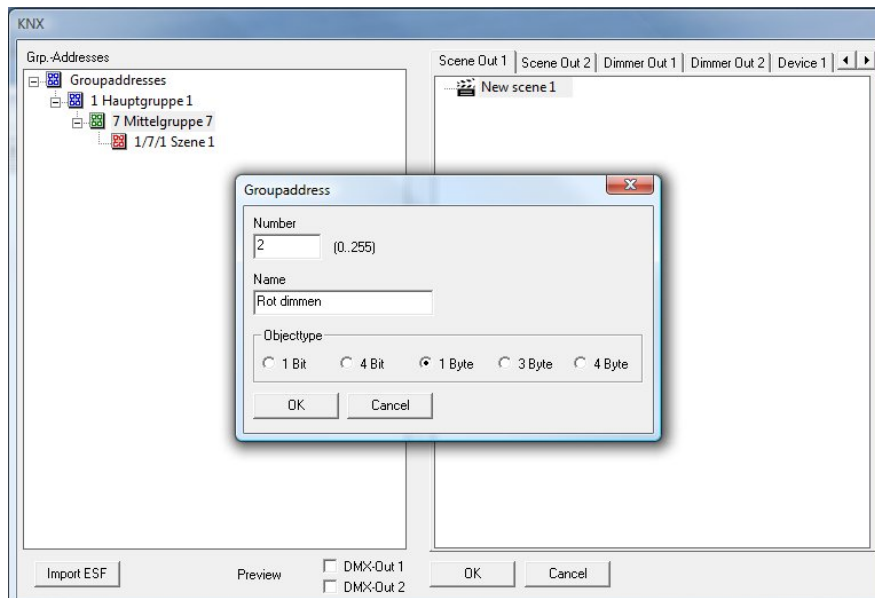 KNX
Grp.-Addresses
Groupaddresses
1 Hauptgruppe 1
7 Mittelgruppe 7
1/7/1 Szene 1
Scene Out 1 Scene Out 2 Dimmer Out 1 Dimmer Out 2 Device 1
New scene 1
Groupaddress
Number
2 (0..255)
Name
Rot dimmen
Objecttype
1 Bit 4 Bit 1 Byte 3 Byte 4 Byte
OK Cancel
Import ESF Preview DMX-Out 1 OK Cancel
DMX-Out 2